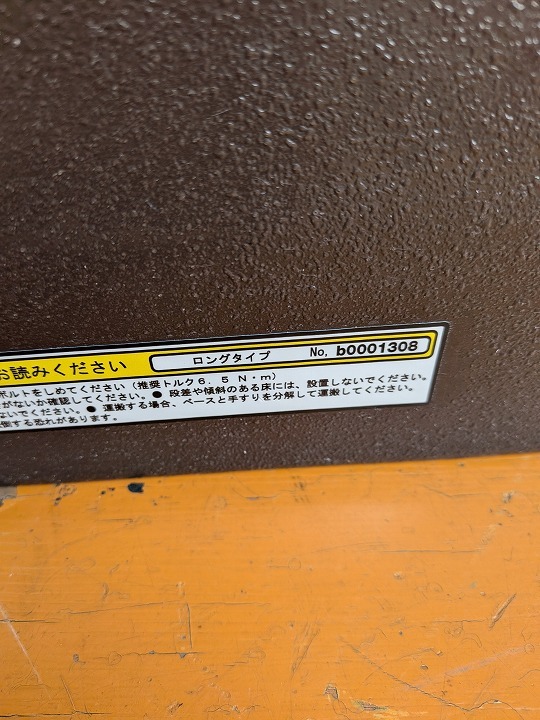 お読みください ロングタイプ No. b0001308
ボルトをしめてください（推奨トルク6．5 N・m）
がないか確認してください。● 段差や傾斜のある床には、設置しないでください。
ないでください。● 運搬する場合、ベースと手すりを分解して運搬してください。
倒する恐れがあります。